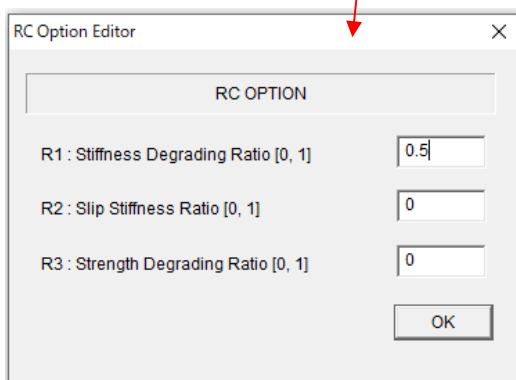 RC Option Editor
RC OPTION
R1 : Stiffness Degrading Ratio [0, 1] 0.5
R2 : Slip Stiffness Ratio [0, 1] 0
R3 : Strength Degrading Ratio [0, 1] 0
OK